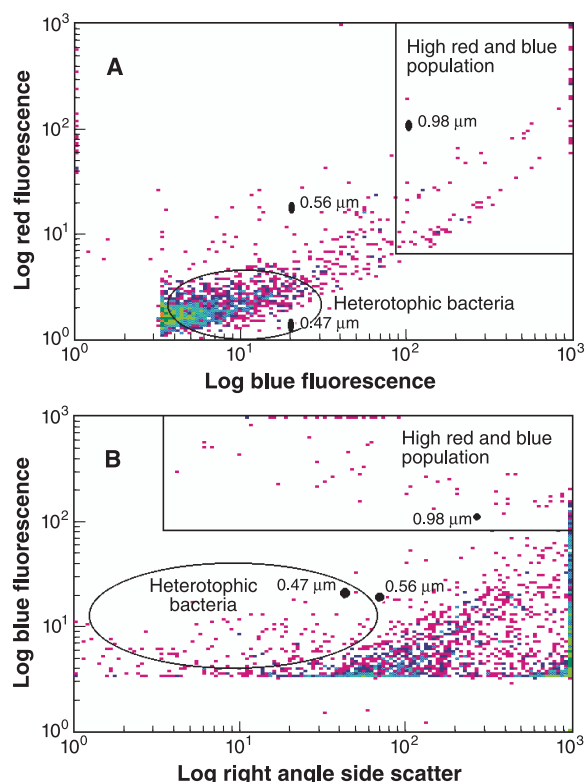 A
High red and blue
population
0.98 µm
0.56 µm
Heterotophic bacteria
0.47 µm
10³
10²
10¹
10⁰
10⁰
10¹
10²
10³
Log red fluorescence
Log blue fluorescence
B
High red and blue
population
0.98 µm
Heterotophic
bacteria
0.47 µm
0.56 µm
10³
10²
10¹
10⁰
10⁰
10¹
10²
10³
Log blue fluorescence
Log right angle side scatter